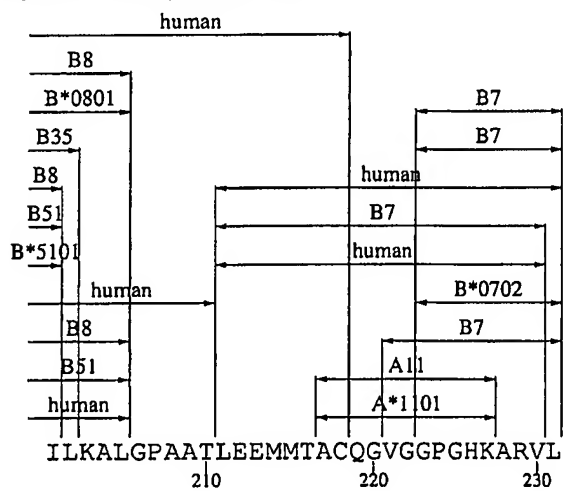 human
B8
B*0801
B7
B35
B7
B8
human
B51
B7
B*5101
human
human
B*0702
B8
B7
B51
A11
human
A*1101
ILKALGPAATLEEMMTACQGVGGPGHKARVL
210
220
230